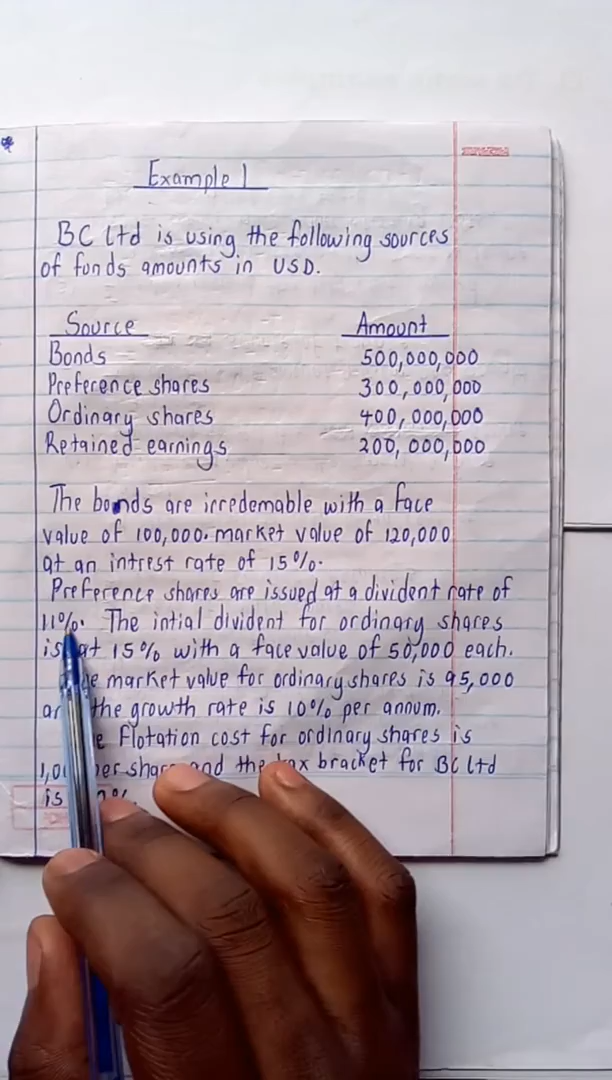 Example 1
BC Ltd is using the following sources
of funds amounts in USD.
Source Amount
Bonds 500,000,000
Preference shares 300,000,000
Ordinary shares 400,000,000
Retained earnings 200,000,000
The bonds are irredemable with a face
value of 100,000. market value of 120,000
at an intrest rate of 15%.
Preference shares are issued at a divident rate of
11%. The intial divident for ordinary shares
is at 15% with a face value of 50,000 each.
market value for ordinary shares is 95,000
the growth rate is 10% per annum.
flotation cost for ordinary shares is
per share and the tax bracket for BC Ltd
is